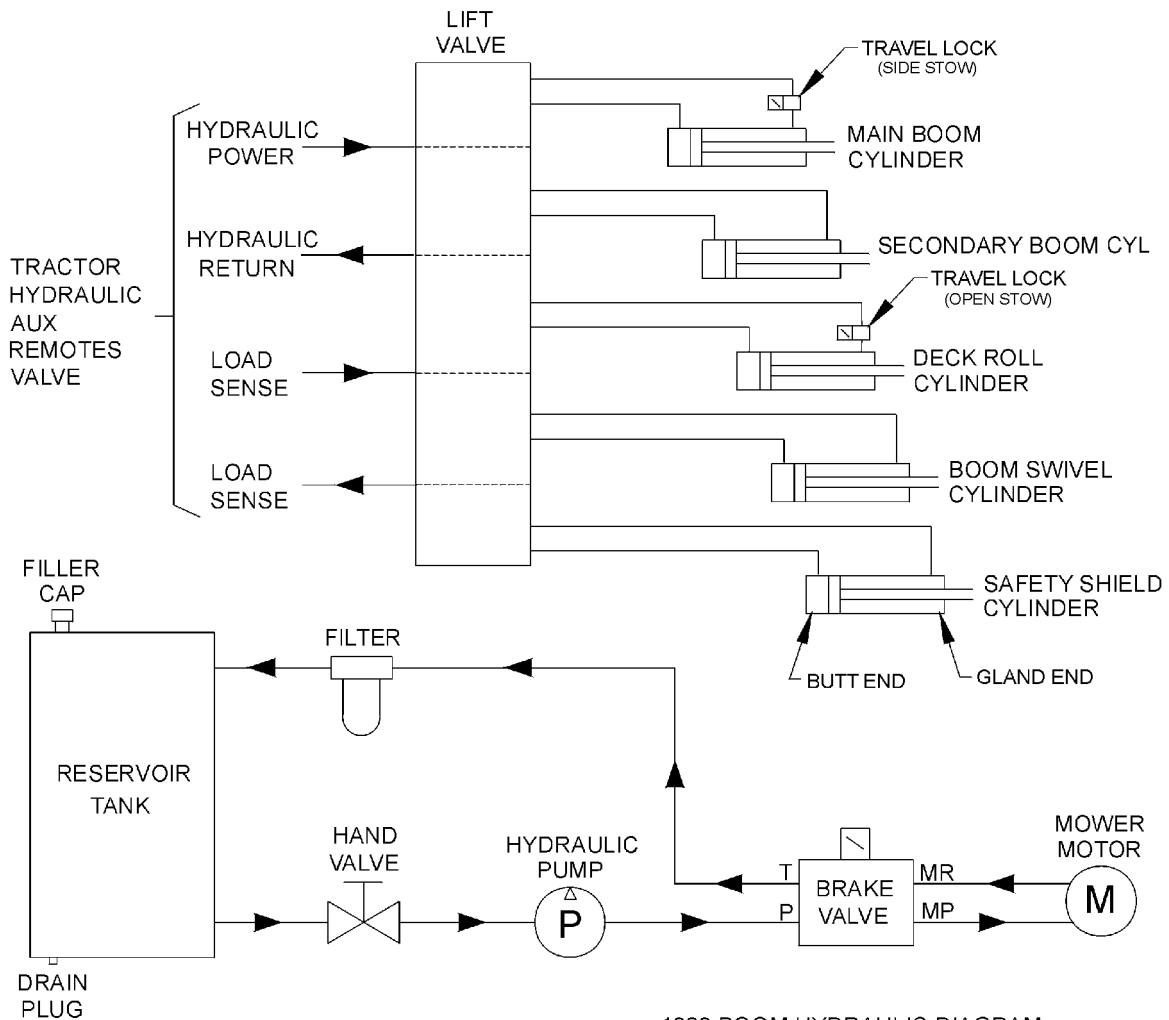 LIFT
VALVE
TRAVEL LOCK
(SIDE STOW)
HYDRAULIC
POWER
MAIN BOOM
CYLINDER
HYDRAULIC
RETURN
SECONDARY BOOM CYL
TRACTOR
HYDRAULIC
AUX
REMOTES
VALVE
TRAVEL LOCK
(OPEN STOW)
LOAD
SENSE
DECK ROLL
CYLINDER
LOAD
SENSE
BOOM SWIVEL
CYLINDER
SAFETY SHIELD
CYLINDER
BUTT END
GLAND END
FILLER
CAP
FILTER
RESERVOIR
TANK
HAND
VALVE
HYDRAULIC
PUMP
P
T
P
BRAKE
VALVE
MR
MP
MOWER
MOTOR
M
DRAIN
PLUG
BOOM HYDRAULIC DIAGRAM